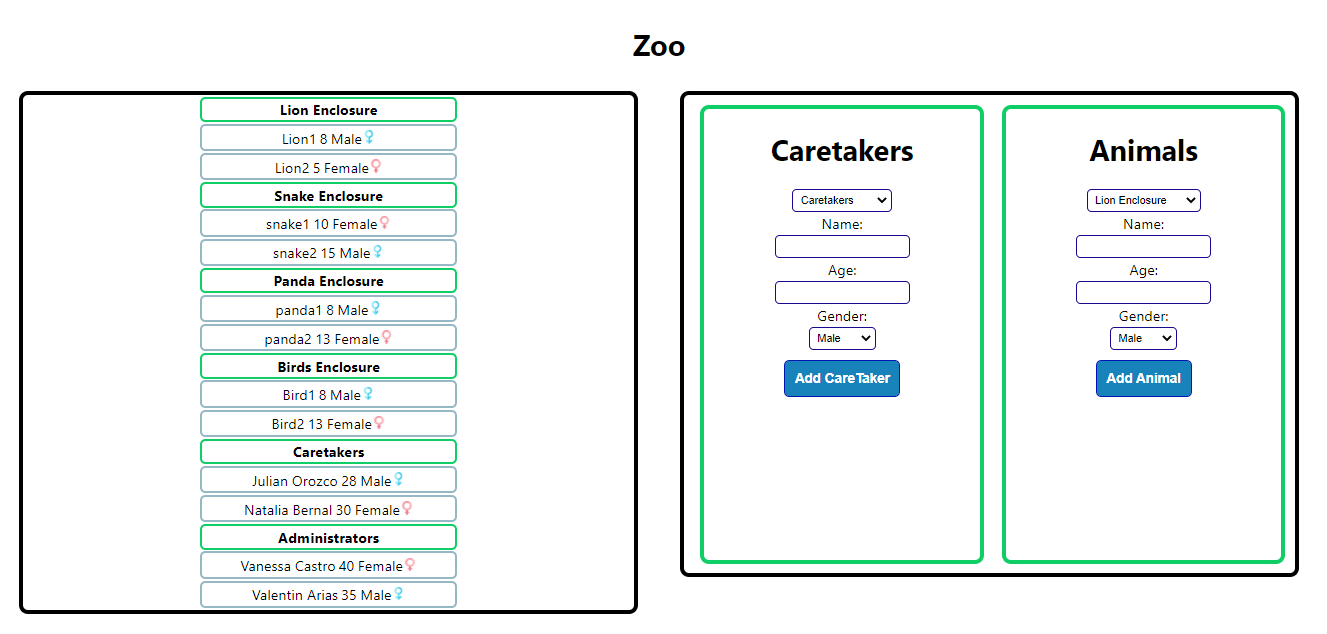 Zoo
Lion Enclosure
Lion1 8 Male
Lion2 5 Female
Snake Enclosure
snake1 10 Female
snake2 15 Male
Panda Enclosure
panda1 8 Male
panda2 13 Female
Birds Enclosure
Bird1 8 Male
Bird2 13 Female
Caretakers
Julian Orozco 28 Male
Natalia Bernal 30 Female
Administrators
Vanessa Castro 40 Female
Valentin Arias 35 Male
Caretakers
Caretakers
Name:
Age:
Gender:
Male
Add CareTaker
Animals
Lion Enclosure
Name:
Age:
Gender:
Male
Add Animal